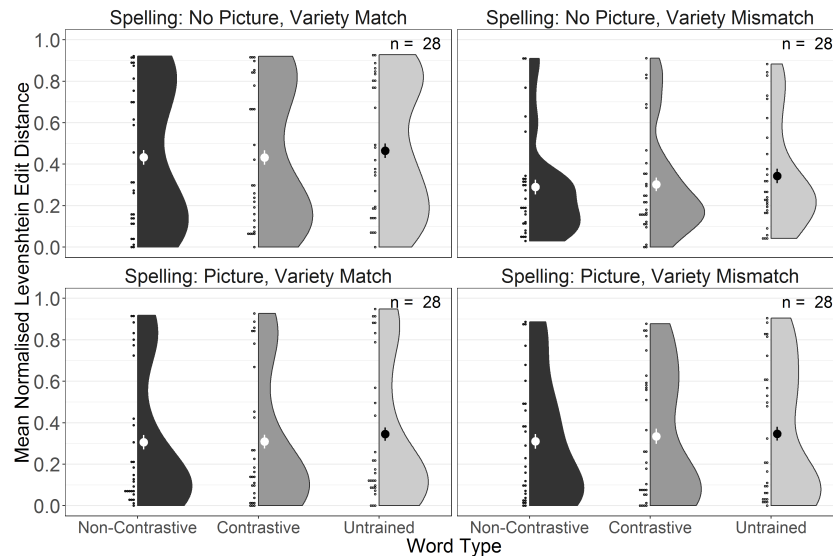 Spelling: No Picture, Variety Match
Spelling: No Picture, Variety Mismatch
n = 28
n = 28
1.0
0.8
0.6
0.4
0.2
0.0
Spelling: Picture, Variety Match
Spelling: Picture, Variety Mismatch
n = 28
n = 28
1.0
0.8
0.6
0.4
0.2
0.0
Mean Normalised Levenshtein Edit Distance
Non-Contrastive Contrastive Untrained
Non-Contrastive Contrastive Untrained
Word Type